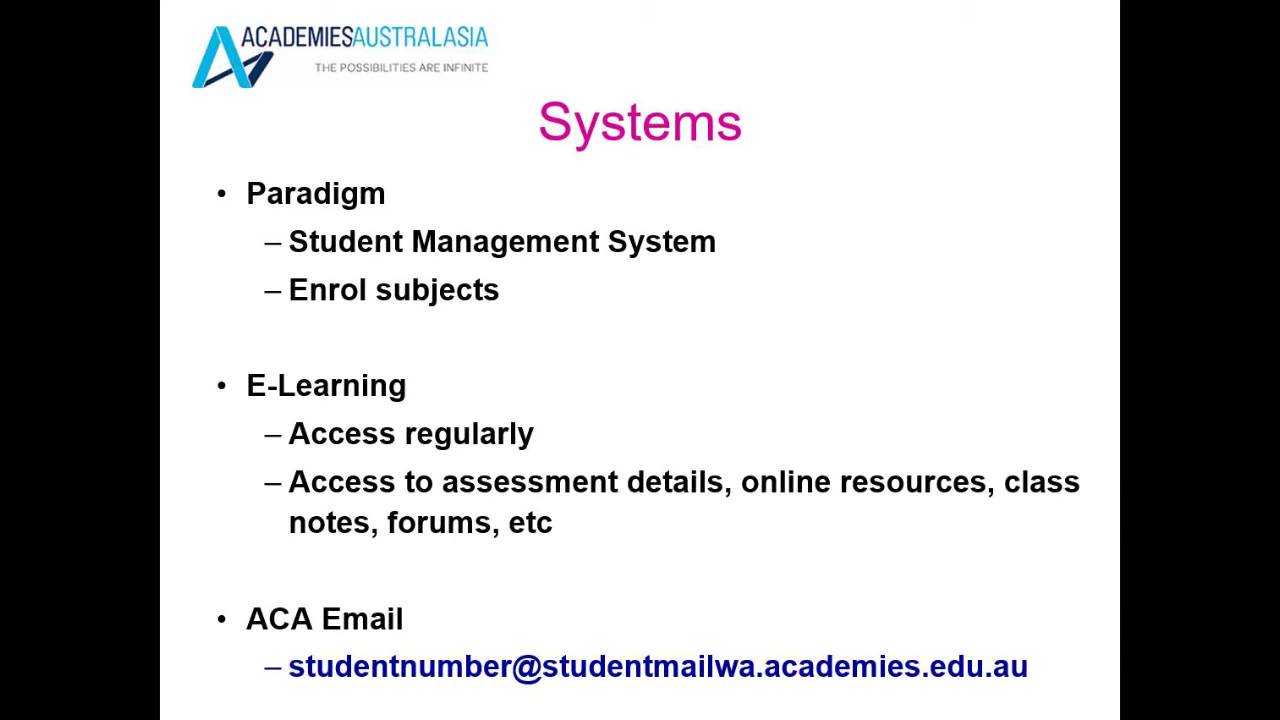 ACADEMIESAUSTRALASIA
THE POSSIBILITIES ARE INFINITE
Systems
• Paradigm
– Student Management System
– Enrol subjects
• E-Learning
– Access regularly
– Access to assessment details, online resources, class
notes, forums, etc
• ACA Email
– studentnumber@studentmailwa.academies.edu.au